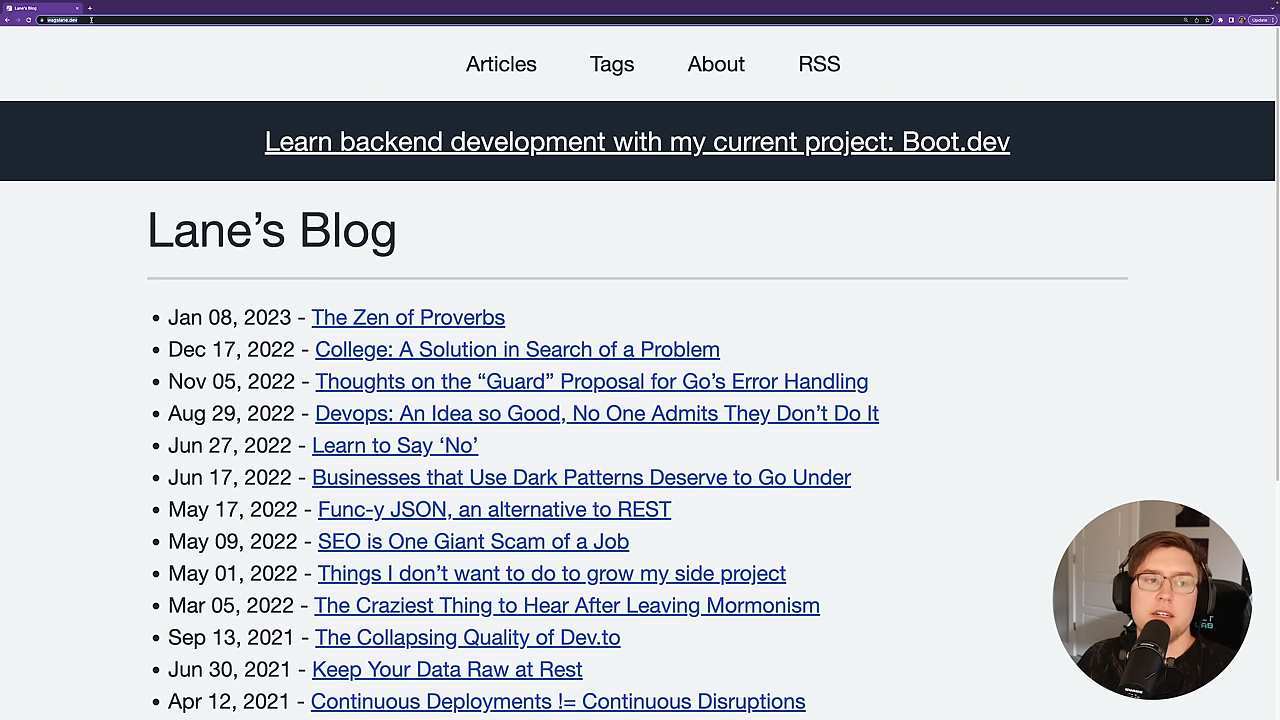 Lane's Blog
wagslane.dev
Update
Articles Tags About RSS
Learn backend development with my current project: Boot.dev
Lane’s Blog
• Jan 08, 2023 - The Zen of Proverbs
• Dec 17, 2022 - College: A Solution in Search of a Problem
• Nov 05, 2022 - Thoughts on the “Guard” Proposal for Go’s Error Handling
• Aug 29, 2022 - Devops: An Idea so Good, No One Admits They Don’t Do It
• Jun 27, 2022 - Learn to Say ‘No’
• Jun 17, 2022 - Businesses that Use Dark Patterns Deserve to Go Under
• May 17, 2022 - Func-y JSON, an alternative to REST
• May 09, 2022 - SEO is One Giant Scam of a Job
• May 01, 2022 - Things I don’t want to do to grow my side project
• Mar 05, 2022 - The Craziest Thing to Hear After Leaving Mormonism
• Sep 13, 2021 - The Collapsing Quality of Dev.to
• Jun 30, 2021 - Keep Your Data Raw at Rest
• Apr 12, 2021 - Continuous Deployments != Continuous Disruptions